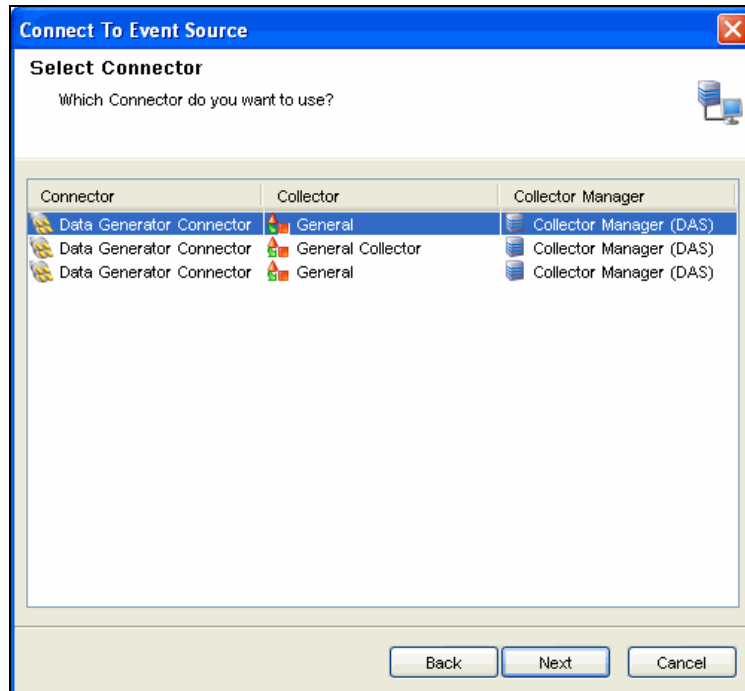 Connect To Event Source
Select Connector
Which Connector do you want to use?
Connector Collector Collector Manager
Data Generator Connector General Collector Manager (DAS)
Data Generator Connector General Collector Collector Manager (DAS)
Data Generator Connector General Collector Manager (DAS)
Back Next Cancel